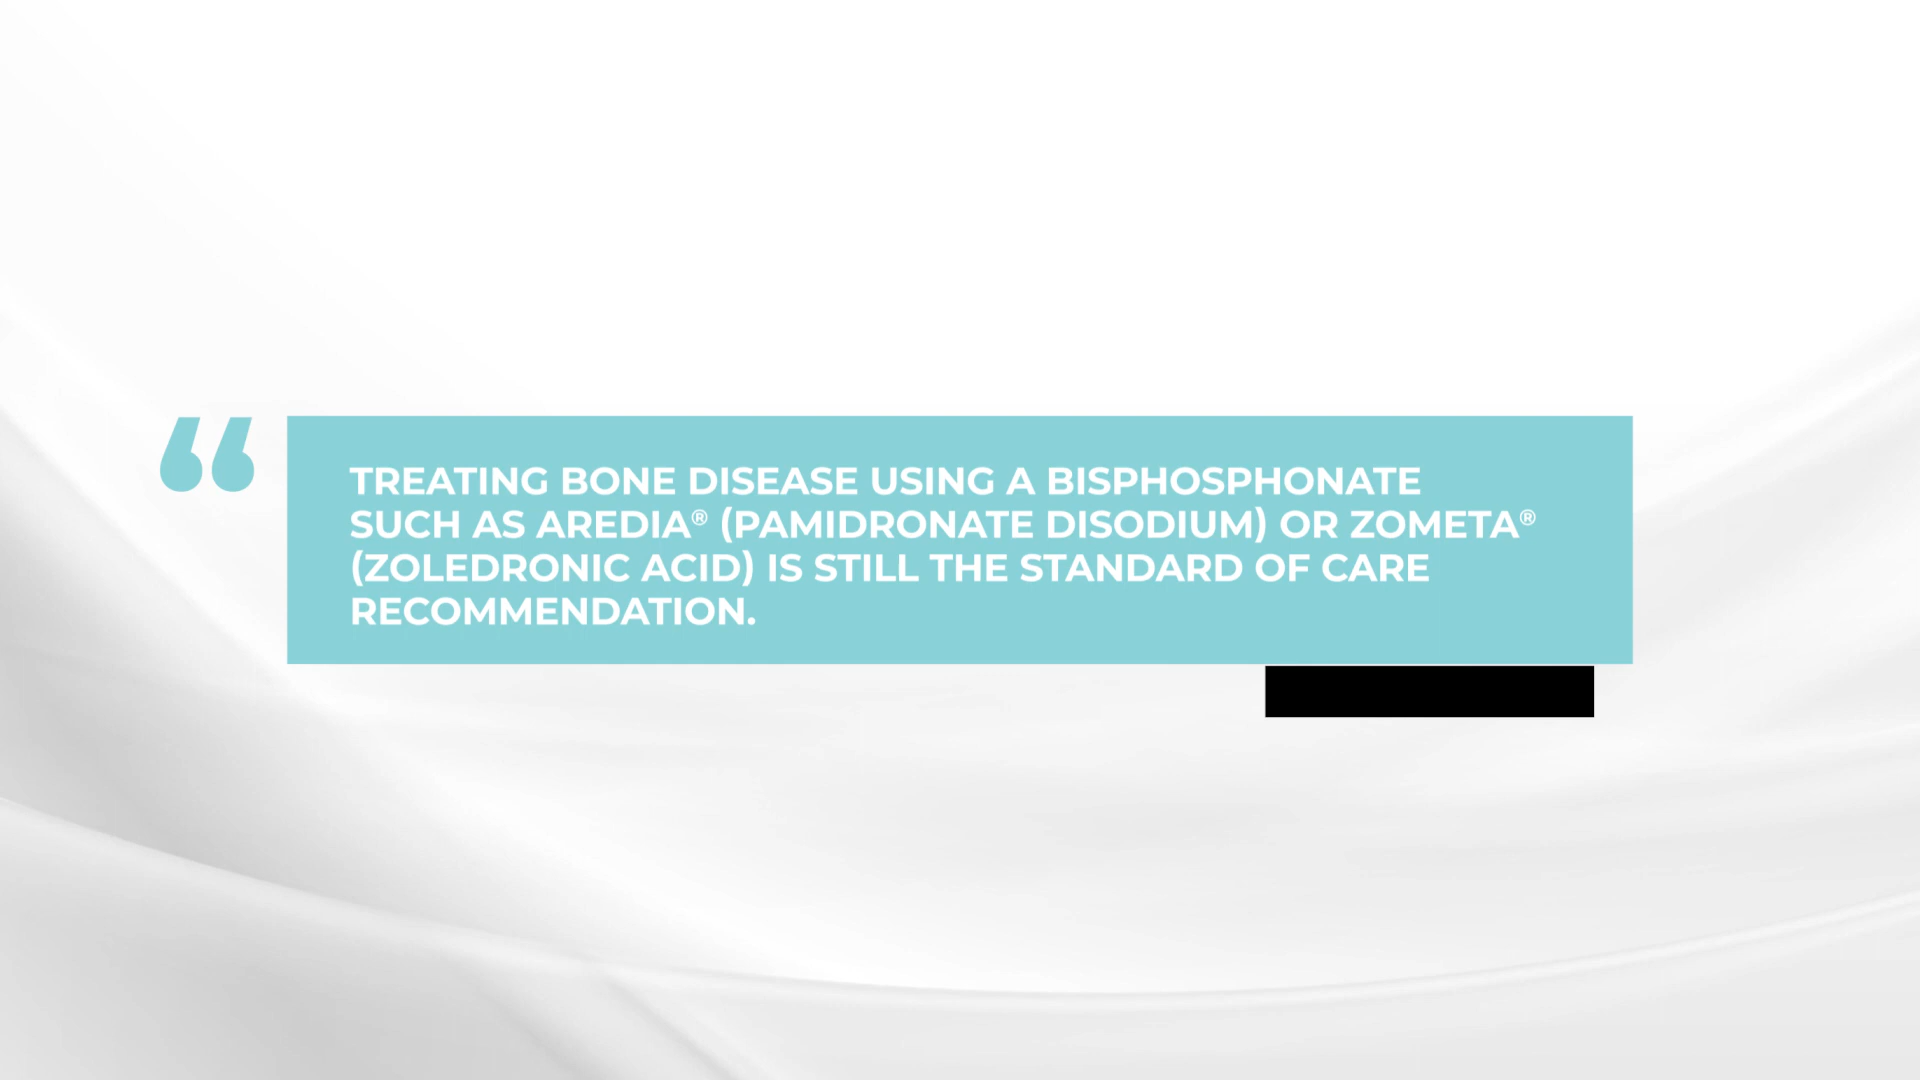 “
TREATING BONE DISEASE USING A BISPHOSPHONATE
SUCH AS AREDIA® (PAMIDRONATE DISODIUM) OR ZOMETA®
(ZOLEDRONIC ACID) IS STILL THE STANDARD OF CARE
RECOMMENDATION.